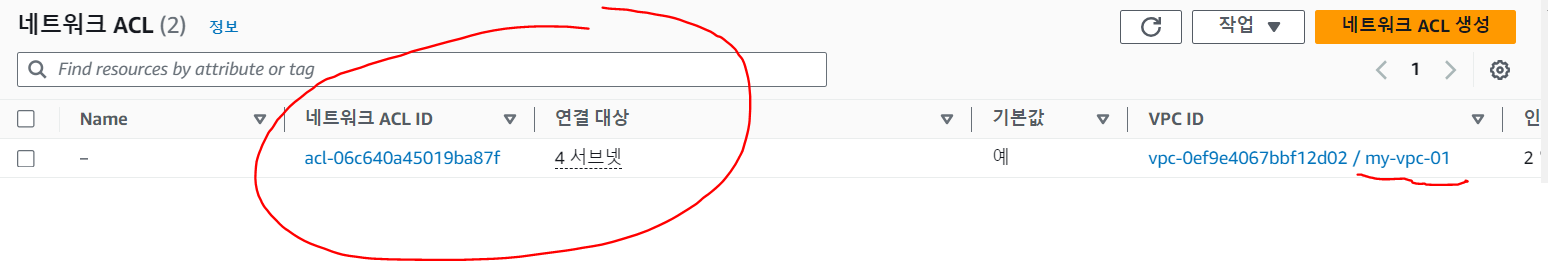 네트워크 ACL (2) 정보 작업 네트워크 ACL 생성
Find resources by attribute or tag 1
Name 네트워크 ACL ID 연결 대상 기본값 VPC ID 인
– acl-06c640a45019ba87f 4 서브넷 예 vpc-0ef9e4067bbf12d02 / my-vpc-01 2